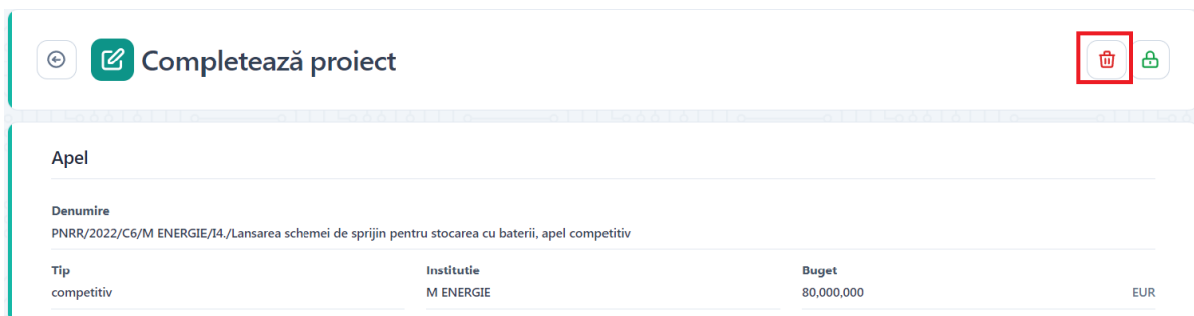 Completează proiect
Apel
Denumire
PNRR/2022/C6/M ENERGIE/I4./Lansarea schemei de sprijin pentru stocarea cu baterii, apel competitiv
Tip Institutie Buget
competitiv M ENERGIE 80,000,000 EUR